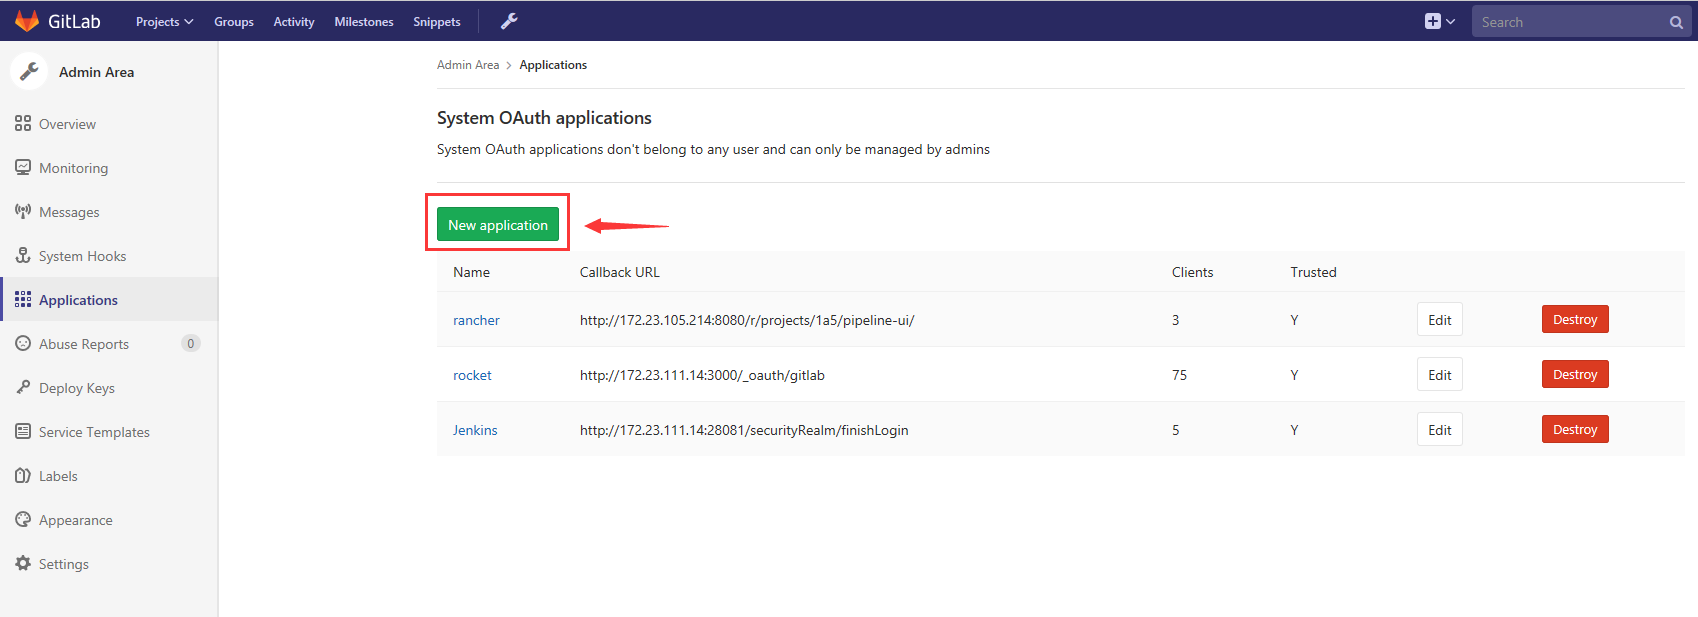 GitLab Projects Groups Activity Milestones Snippets Search
Admin Area
Overview
Monitoring
Messages
System Hooks
Applications
Abuse Reports 0
Deploy Keys
Service Templates
Labels
Appearance
Settings
Admin Area > Applications
System OAuth applications
System OAuth applications don't belong to any user and can only be managed by admins
New application
Name Callback URL Clients Trusted
rancher http://172.23.105.214:8080/r/projects/1a5/pipeline-ui/ 3 Y Edit Destroy
rocket http://172.23.111.14:3000/_oauth/gitlab 75 Y Edit Destroy
Jenkins http://172.23.111.14:28081/securityRealm/finishLogin 5 Y Edit Destroy